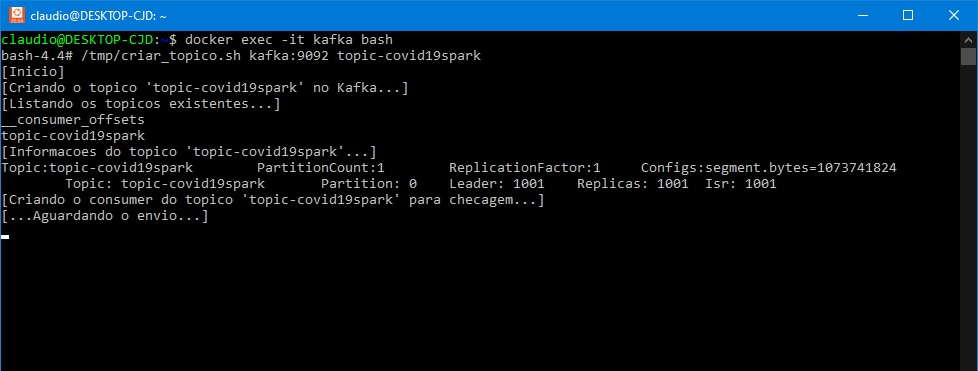 claudio@DESKTOP-CJD: ~
claudio@DESKTOP-CJD:~$ docker exec -it kafka bash
bash-4.4# /tmp/criar_topico.sh kafka:9092 topic-covid19spark
[Inicio]
[Criando o topico 'topic-covid19spark' no Kafka...]
[Listando os topicos existentes...]
__consumer_offsets
topic-covid19spark
[Informacoes do topico 'topic-covid19spark'...]
Topic:topic-covid19spark        PartitionCount:1        ReplicationFactor:1     Configs:segment.bytes=1073741824
        Topic: topic-covid19spark       Partition: 0    Leader: 1001    Replicas: 1001  Isr: 1001
[Criando o consumer do topico 'topic-covid19spark' para checagem...]
[...Aguardando o envio...]